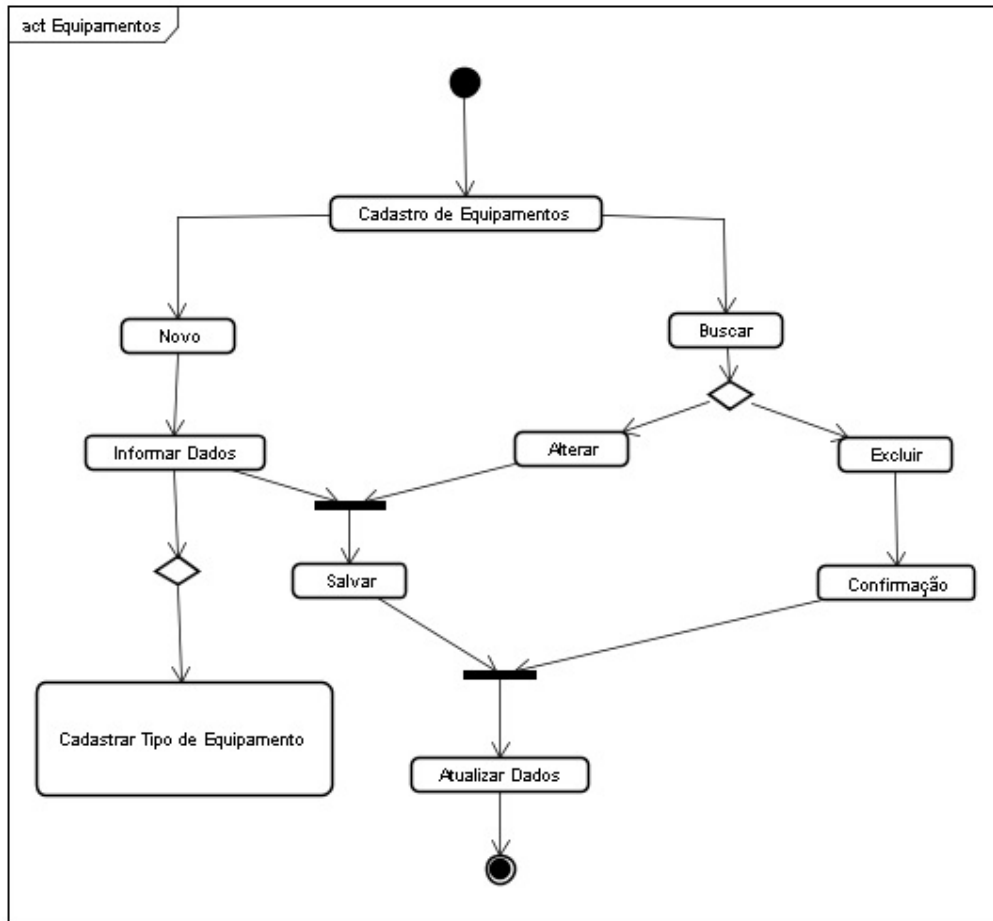 act Equipamentos
Cadastro de Equipamentos
Novo
Buscar
Informar Dados
Alterar
Excluir
Salvar
Confirmação
Cadastrar Tipo de Equipamento
Atualizar Dados